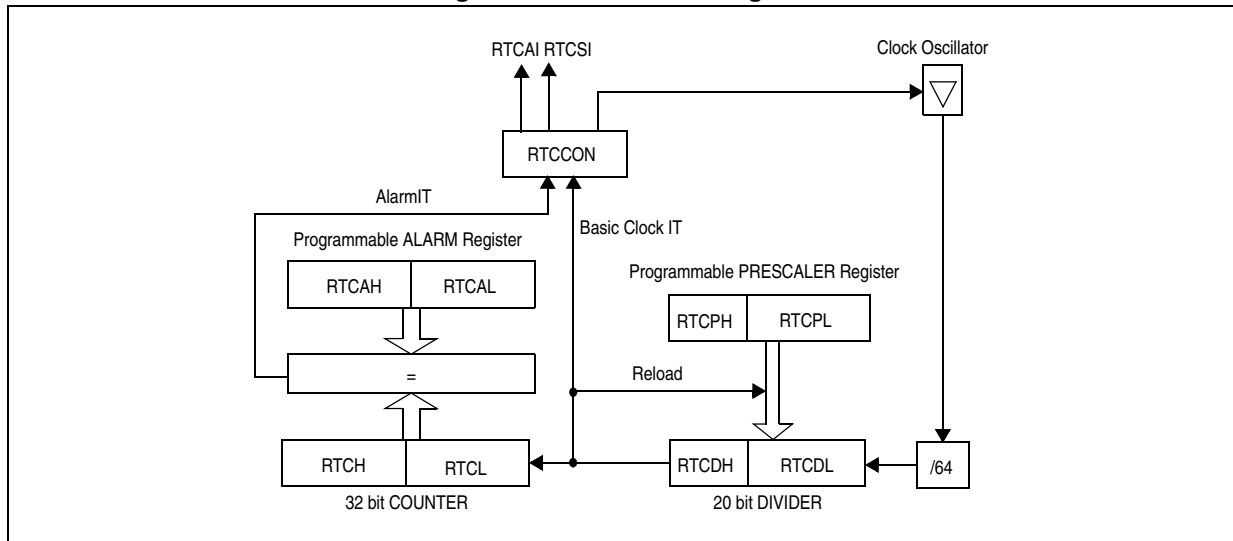 RTCAI RTCSI
Clock Oscillator
RTCCON
AlarmIT
Basic Clock IT
Programmable ALARM Register
Programmable PRESCALER Register
RTCAH RTCAL
RTCPH RTCPL
=
Reload
RTCH RTCL
RTCDH RTCDL
/64
32 bit COUNTER
20 bit DIVIDER